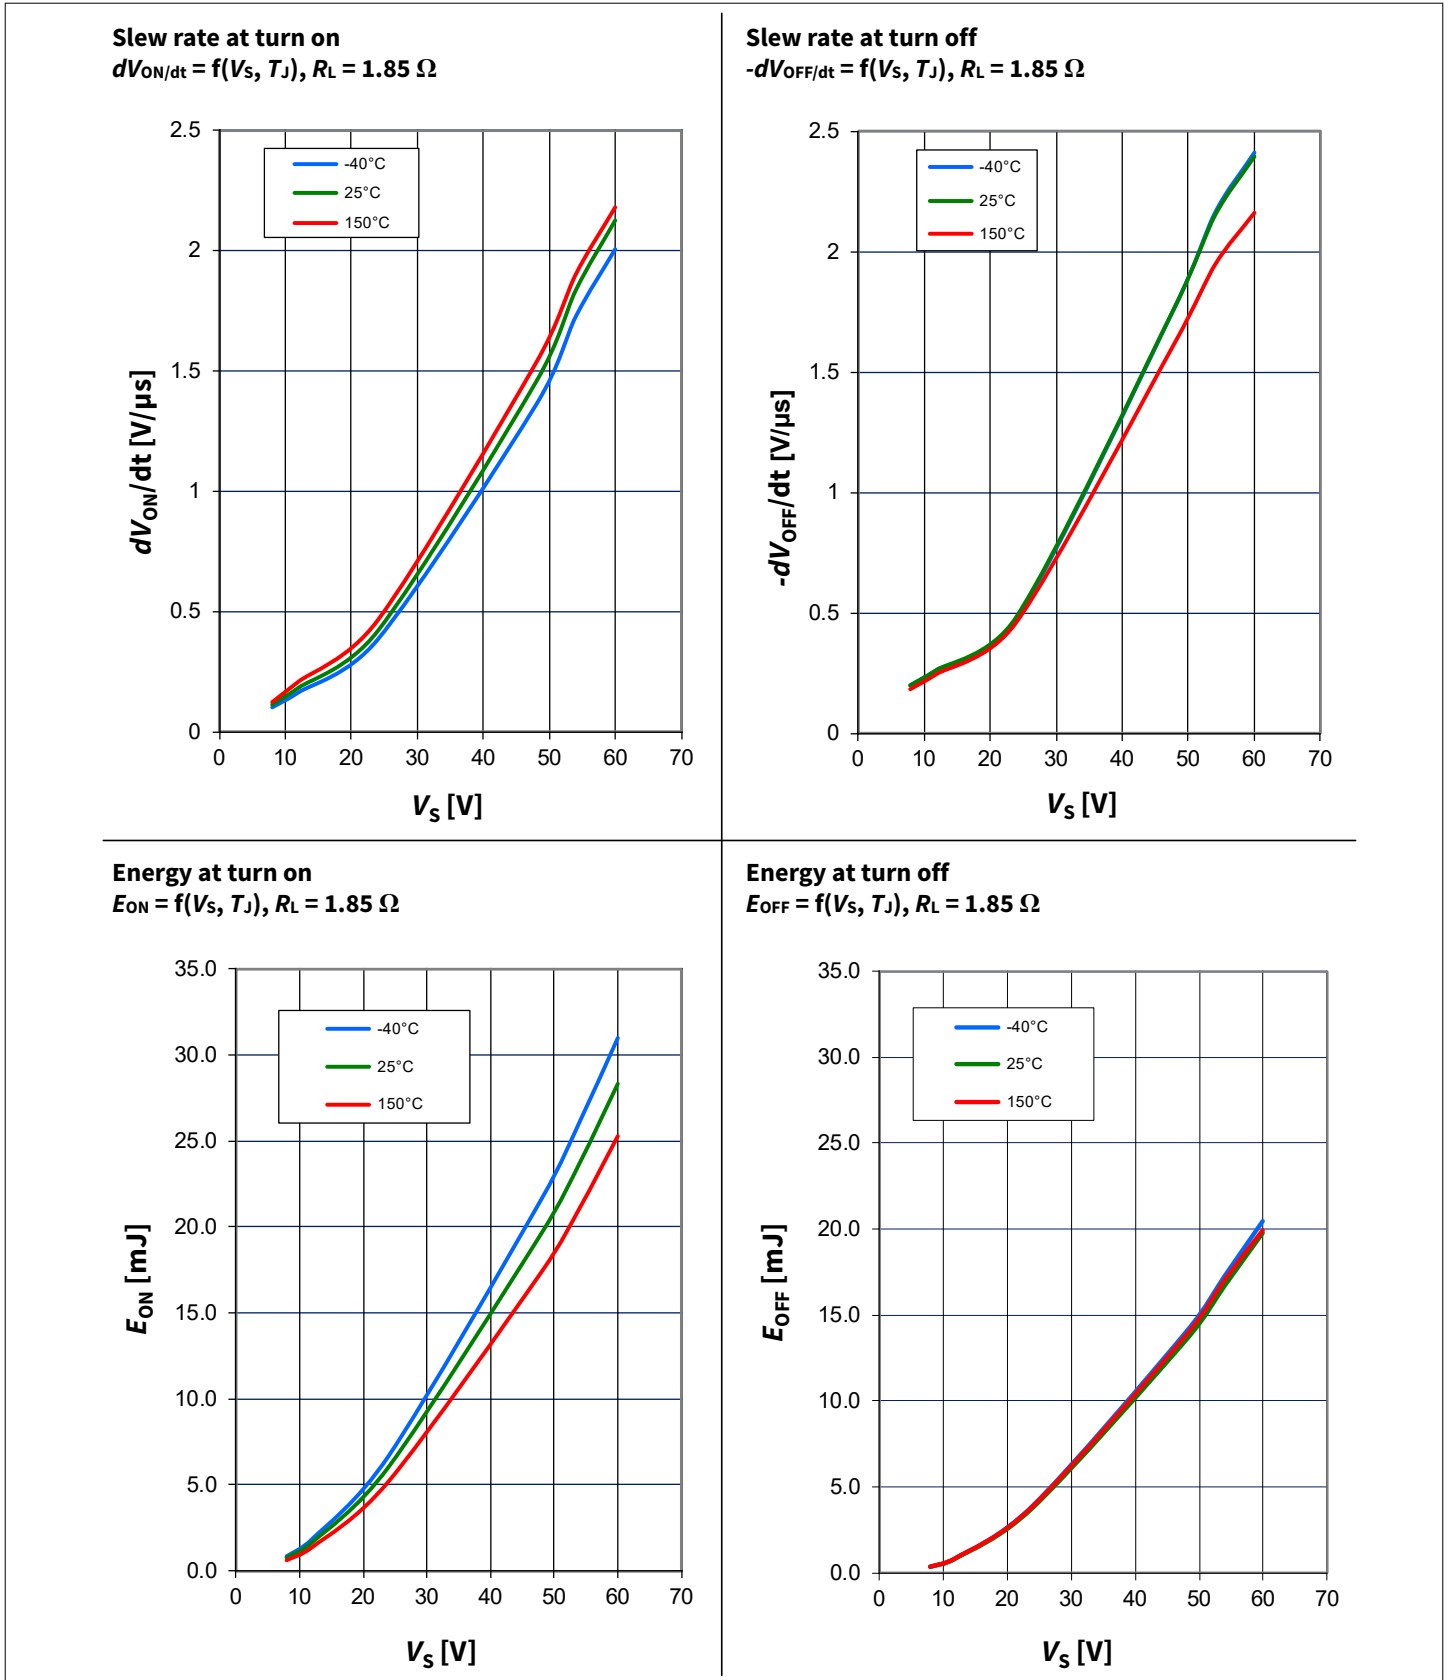 Slew rate at turn on
dVON/dt = f(VS, TJ), RL = 1.85 Ω
2.5
2
1.5
1
0.5
0
-40°C
25°C
150°C
0 10 20 30 40 50 60 70
dVON/dt [V/µs]
VS [V]
Slew rate at turn off
-dVOFF/dt = f(VS, TJ), RL = 1.85 Ω
2.5
2
1.5
1
0.5
0
-40°C
25°C
150°C
0 10 20 30 40 50 60 70
-dVOFF/dt [V/µs]
VS [V]
Energy at turn on
EON = f(VS, TJ), RL = 1.85 Ω
35.0
30.0
25.0
20.0
15.0
10.0
5.0
0.0
-40°C
25°C
150°C
0 10 20 30 40 50 60 70
EON [mJ]
VS [V]
Energy at turn off
EOFF = f(VS, TJ), RL = 1.85 Ω
35.0
30.0
25.0
20.0
15.0
10.0
5.0
0.0
-40°C
25°C
150°C
0 10 20 30 40 50 60 70
EOFF [mJ]
VS [V]